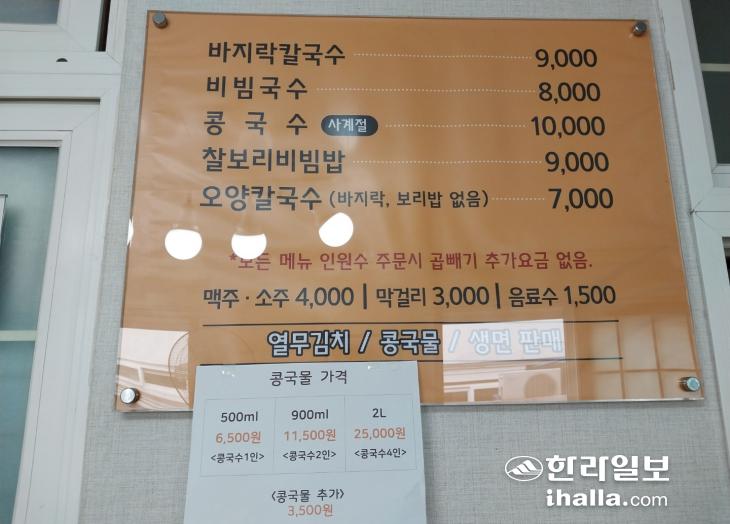 바지락칼국수 9,000
비빔국수 8,000
콩국수 사계절 10,000
찰보리비빔밥 9,000
오양칼국수 (바지락, 보리밥 없음) 7,000
*모든 메뉴 인원수 주문시 곱빼기 추가요금 없음.
맥주·소주 4,000 | 막걸리 3,000 | 음료수 1,500
열무김치 / 콩국물 / 생면 판매
콩국물 가격
500ml 900ml 2L
6,500원 11,500원 25,000원
<콩국수1인> <콩국수2인> <콩국수4인>
<콩국물 추가>
3,500원
한라일보
ihalla.com